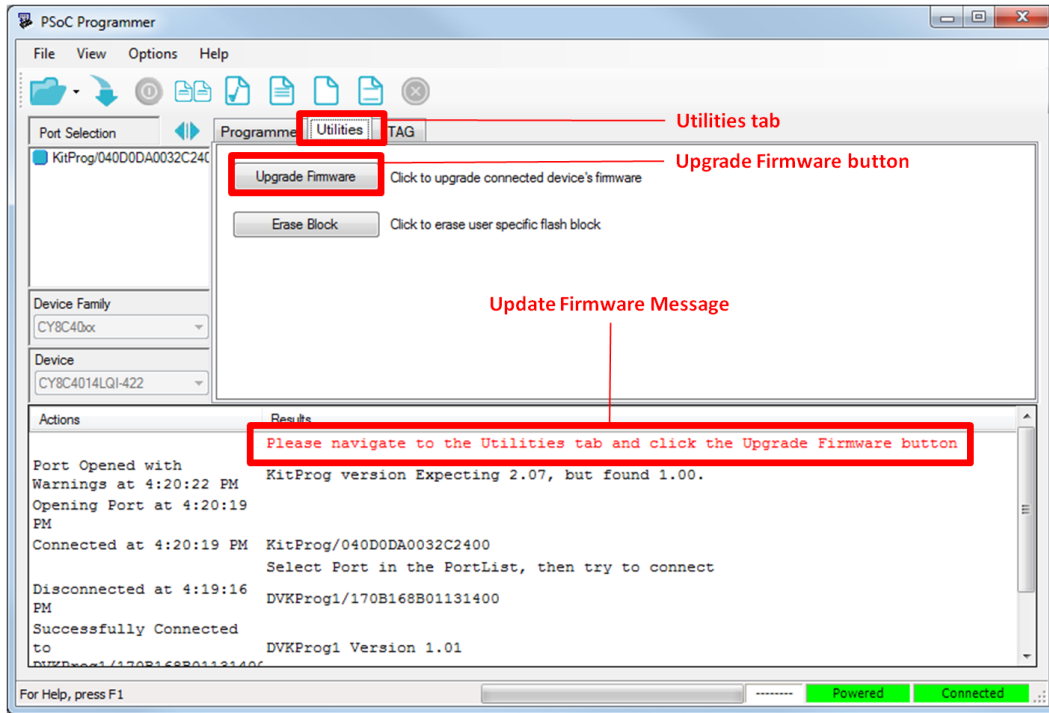 PSoC Programmer
File View Options Help
Port Selection
Programme Utilities TAG
Utilities tab
KitProg/040D0DA0032C240
Upgrade Firmware Click to upgrade connected device's firmware
Upgrade Firmware button
Erase Block Click to erase user specific flash block
Device Family
CY8C40xx
Device
CY8C4014LQI-422
Update Firmware Message
Actions Results
Please navigate to the Utilities tab and click the Upgrade Firmware button
Port Opened with
Warnings at 4:20:22 PM
KitProg version Expecting 2.07, but found 1.00.
Opening Port at 4:20:19
PM
Connected at 4:20:19 PM KitProg/040D0DA0032C2400
Select Port in the PortList, then try to connect
Disconnected at 4:19:16
PM
DVKProg1/170B168B01131400
Successfully Connected
to
DVKProg1 Version 1.01
DVKProg1/170B168B01131400
For Help, press F1
-------- Powered Connected